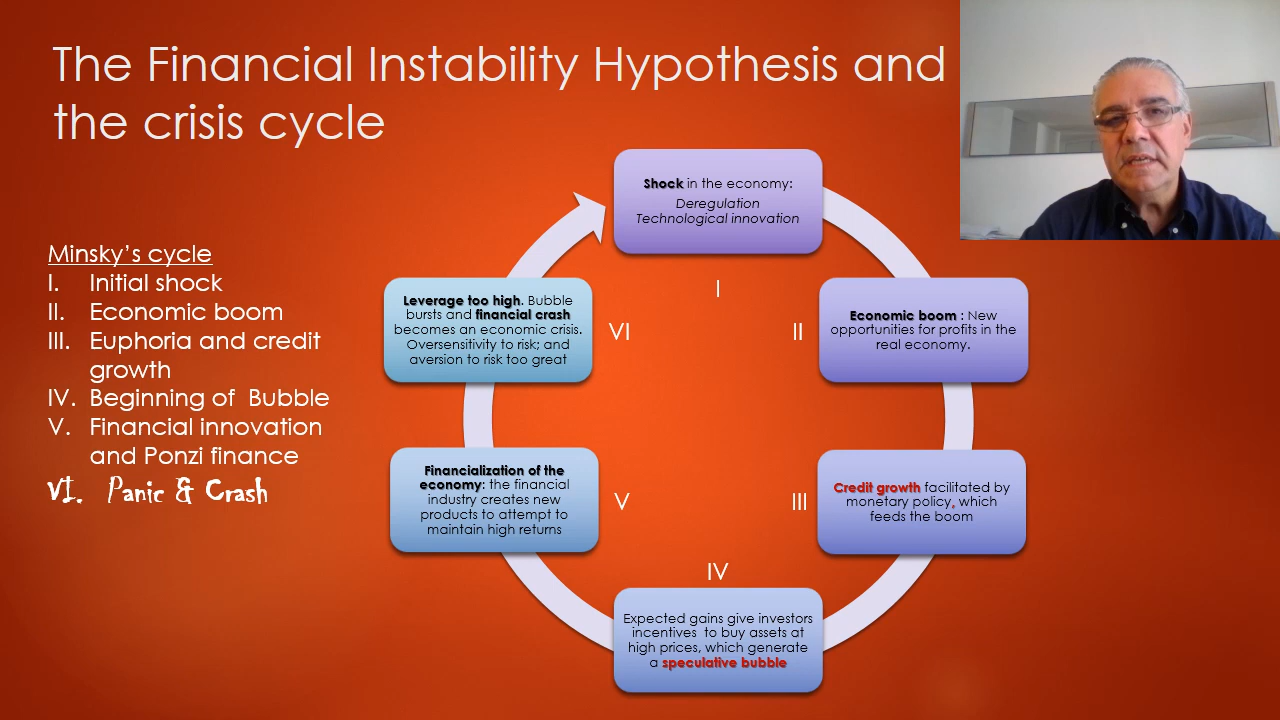 The Financial Instability Hypothesis and
the crisis cycle
Minsky's cycle
I. Initial shock
II. Economic boom
III. Euphoria and credit
growth
IV. Beginning of Bubble
V. Financial innovation
and Ponzi finance
VI. Panic & Crash
Shock in the economy:
Deregulation
Technological innovation
I
Economic boom : New
opportunities for profits in the
real economy.
II
Credit growth facilitated by
monetary policy, which
feeds the boom
III
IV
Expected gains give investors
incentives to buy assets at
high prices, which generate
a speculative bubble
Financialization of the
economy: the financial
industry creates new
products to attempt to
maintain high returns
V
Leverage too high. Bubble
bursts and financial crash
becomes an economic crisis.
Oversensitivity to risk; and
aversion to risk too great
VI